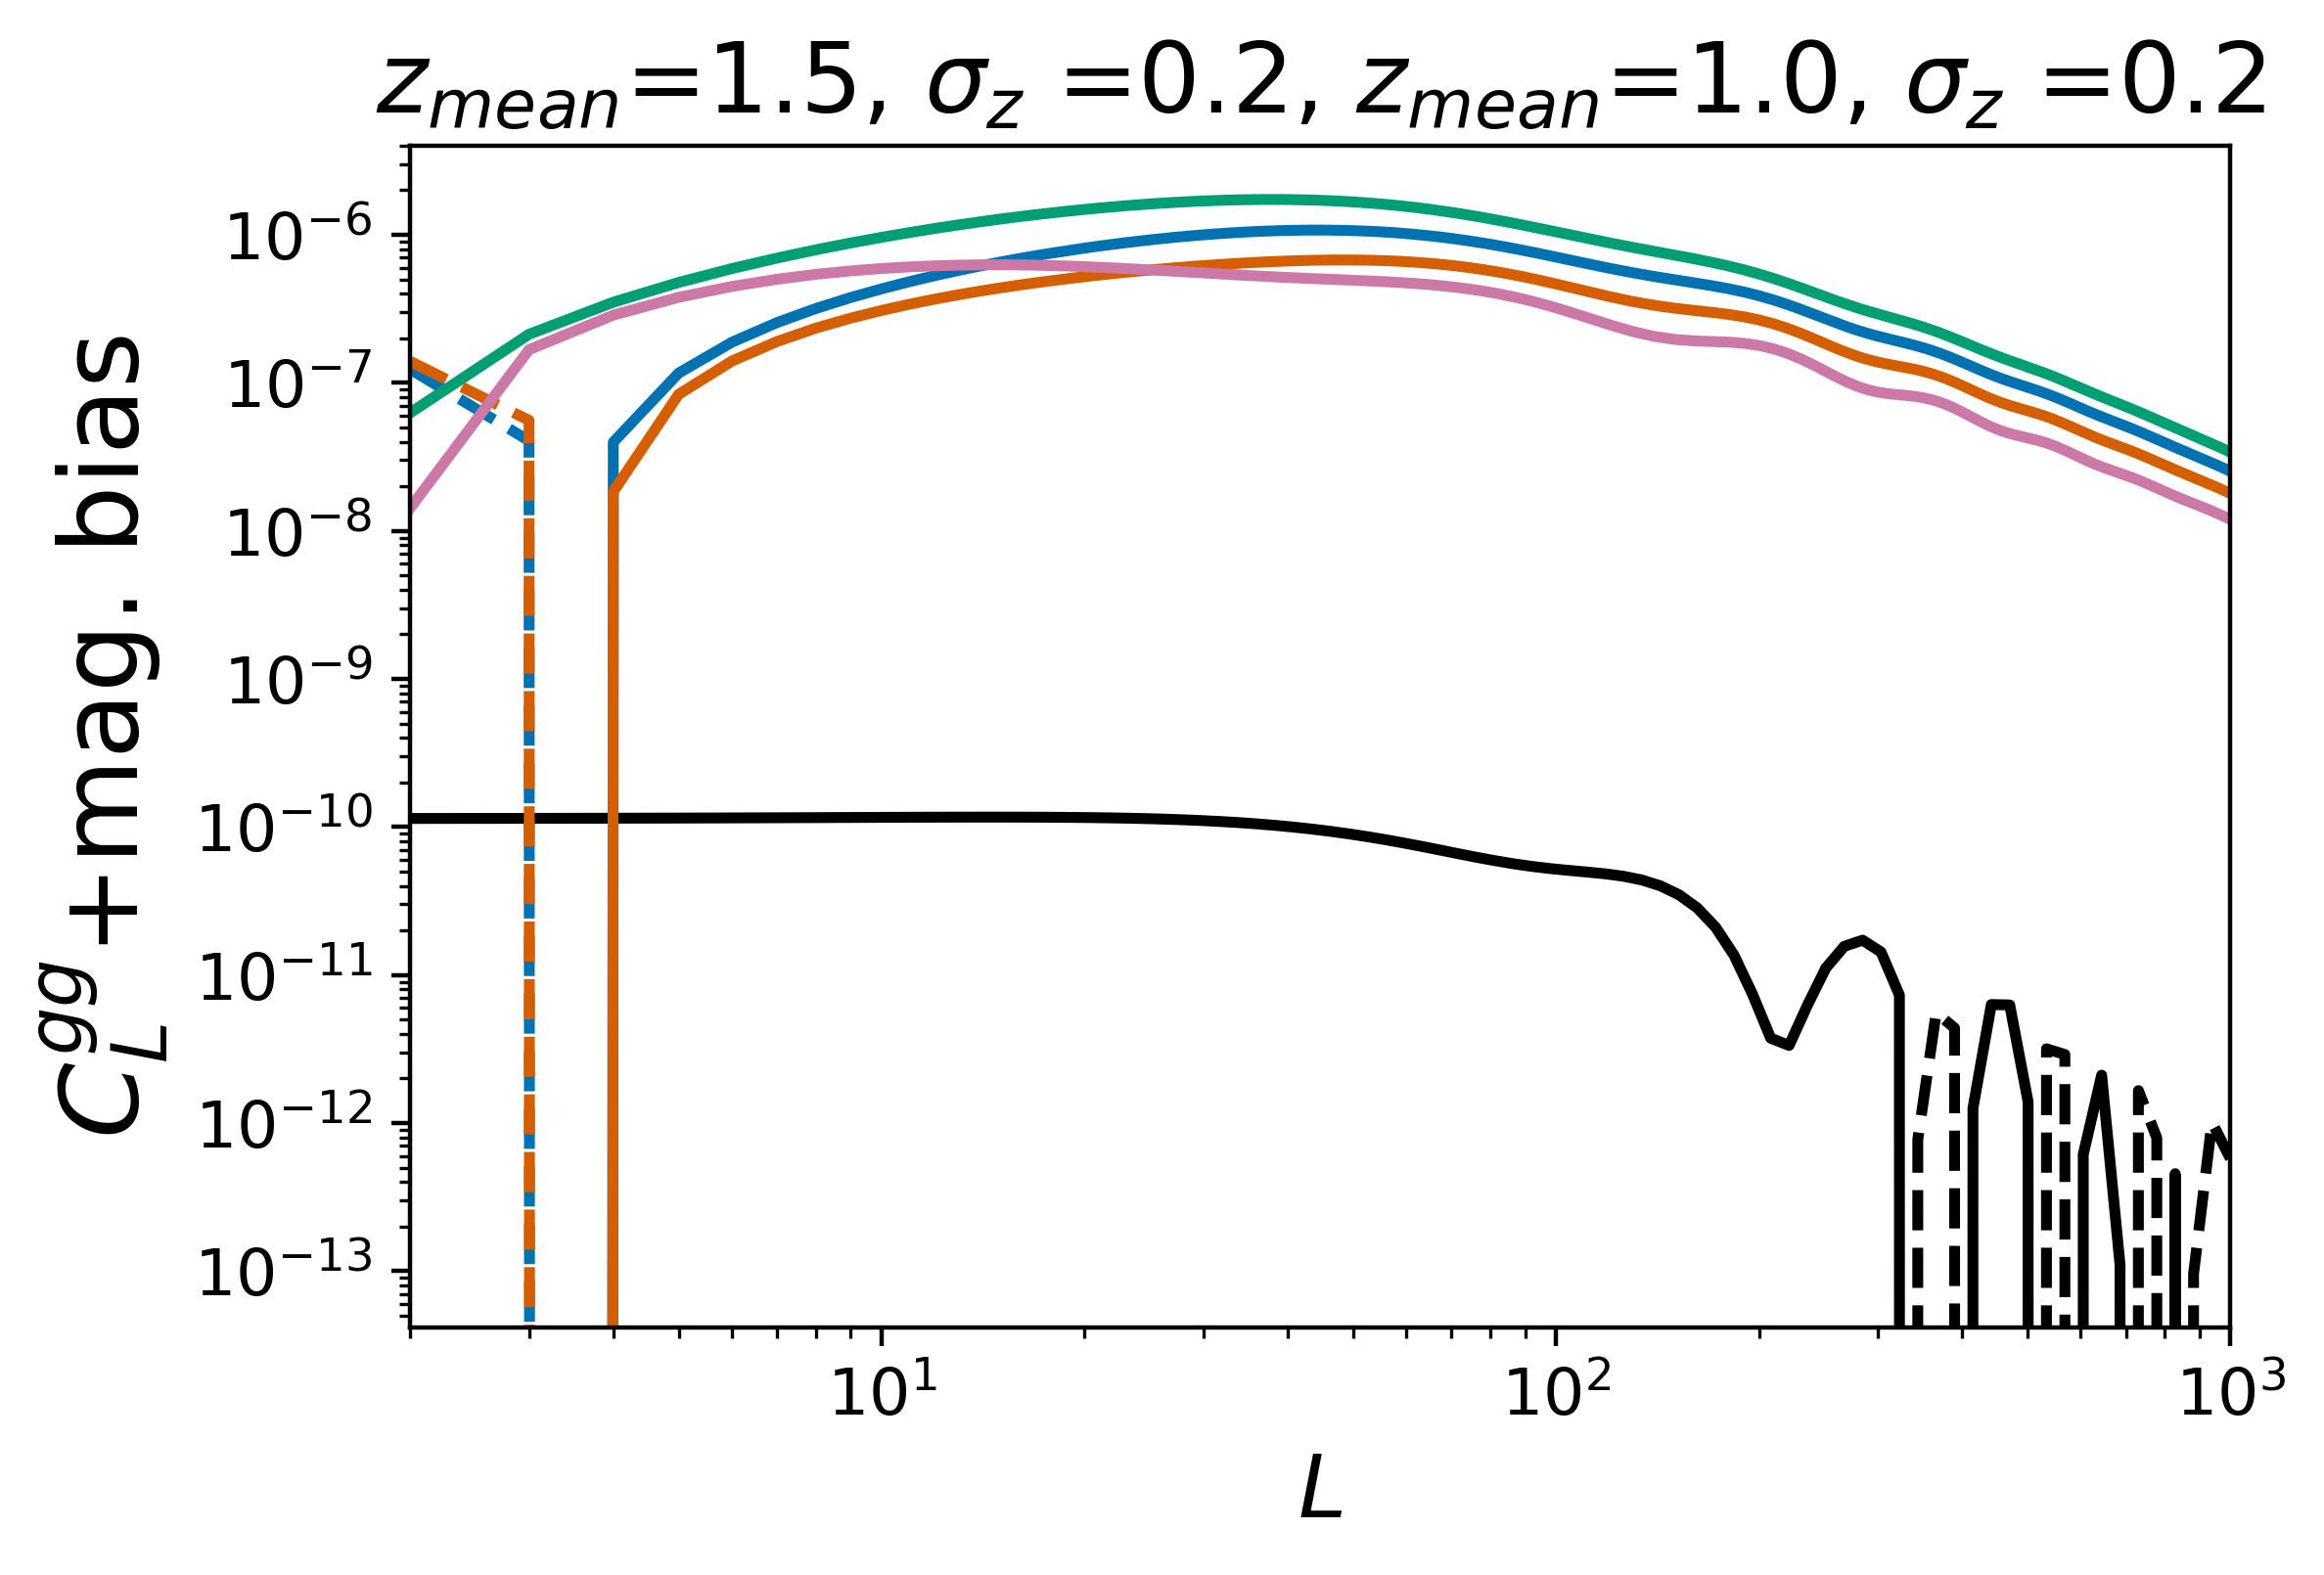 z_mean=1.5, σ_z =0.2, z_mean=1.0, σ_z =0.2
C_L^gg+mag. bias
10^−6
10^−7
10^−8
10^−9
10^−10
10^−11
10^−12
10^−13
10^1 10^2 10^3
L